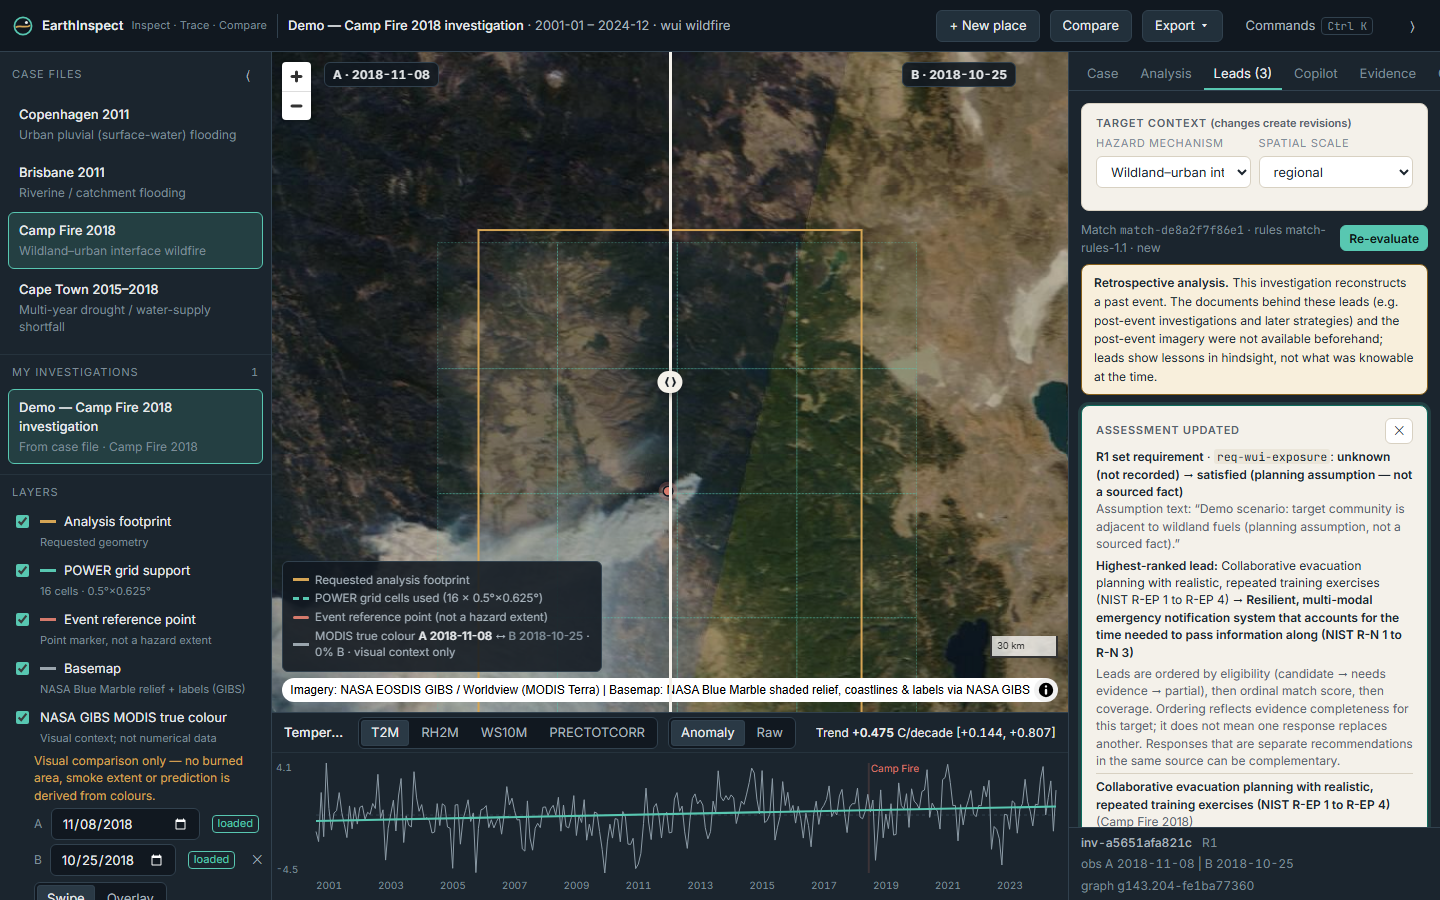 EarthInspect
Inspect · Trace · Compare
Demo — Camp Fire 2018 investigation · 2001-01 – 2024-12 · wui wildfire
+ New place
Compare
Export
Commands Ctrl K
CASE FILES
Copenhagen 2011
Urban pluvial (surface-water) flooding
Brisbane 2011
Riverine / catchment flooding
Camp Fire 2018
Wildland–urban interface wildfire
Cape Town 2015–2018
Multi-year drought / water-supply
shortfall
MY INVESTIGATIONS 1
Demo — Camp Fire 2018
investigation
From case file · Camp Fire 2018
LAYERS
Analysis footprint
Requested geometry
POWER grid support
16 cells · 0.5°×0.625°
Event reference point
Point marker, not a hazard extent
Basemap
NASA Blue Marble relief + labels (GIBS)
NASA GIBS MODIS true colour
Visual context; not numerical data
Visual comparison only — no burned
area, smoke extent or prediction is
derived from colours.
A 11/08/2018 loaded
B 10/25/2018 loaded ×
Swipe Overlay
+
−
A · 2018-11-08
B · 2018-10-25
Requested analysis footprint
POWER grid cells used (16 × 0.5°×0.625°)
Event reference point (not a hazard extent)
MODIS true colour A 2018-11-08 ↔ B 2018-10-25 ·
0% B · visual context only
30 km
Imagery: NASA EOSDIS GIBS / Worldview (MODIS Terra) | Basemap: NASA Blue Marble shaded relief, coastlines & labels via NASA GIBS
Temper...
T2M RH2M WS10M PRECTOTCORR
Anomaly Raw
Trend +0.475 C/decade [+0.144, +0.807]
4.1
-4.5
Camp Fire
2001 2003 2005 2007 2009 2011 2013 2015 2017 2019 2021 2023
Case Analysis Leads (3) Copilot Evidence
TARGET CONTEXT (changes create revisions)
HAZARD MECHANISM SPATIAL SCALE
Wildland–urban int regional
Match match-de8a2f7f86e1 · rules match-
rules-1.1 · new
Re-evaluate
Retrospective analysis. This investigation reconstructs
a past event. The documents behind these leads (e.g.
post-event investigations and later strategies) and the
post-event imagery were not available beforehand;
leads show lessons in hindsight, not what was knowable
at the time.
ASSESSMENT UPDATED ×
R1 set requirement · req-wui-exposure : unknown
(not recorded) → satisfied (planning assumption — not
a sourced fact)
Assumption text: “Demo scenario: target community is
adjacent to wildland fuels (planning assumption, not a
sourced fact).”
Highest-ranked lead: Collaborative evacuation
planning with realistic, repeated training exercises
(NIST R-EP 1 to R-EP 4) → Resilient, multi-modal
emergency notification system that accounts for the
time needed to pass information along (NIST R-N 1 to
R-N 3)
Leads are ordered by eligibility (candidate → needs
evidence → partial), then ordinal match score, then
coverage. Ordering reflects evidence completeness for
this target; it does not mean one response replaces
another. Responses that are separate recommendations
in the same source can be complementary.
Collaborative evacuation planning with realistic,
repeated training exercises (NIST R-EP 1 to R-EP 4)
(Camp Fire 2018)
inv-a5651afa821c R1
obs A 2018-11-08 | B 2018-10-25
graph g143.204-fe1ba77360